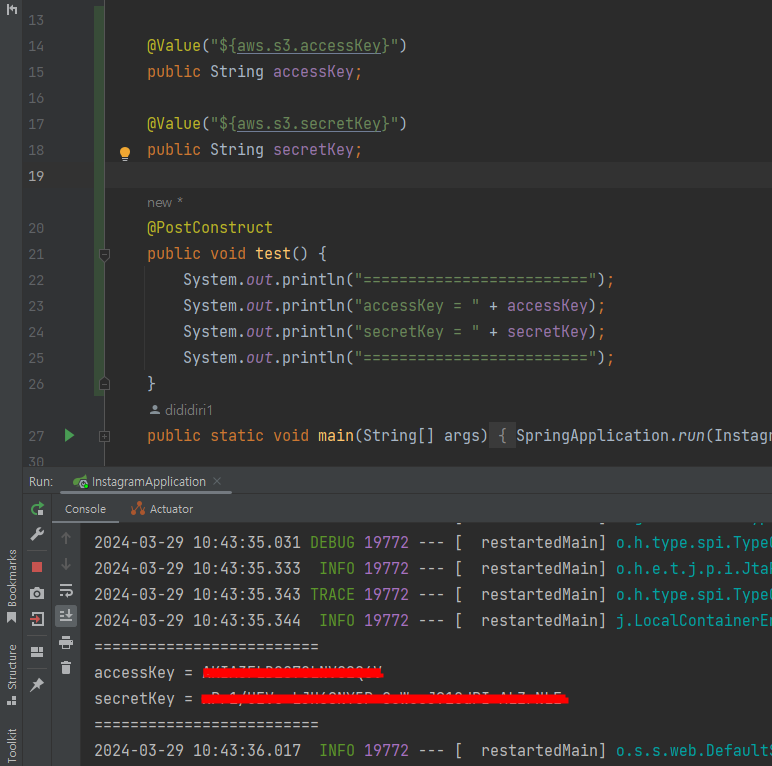 13
14 @Value("${aws.s3.accessKey}")
15 public String accessKey;
16
17 @Value("${aws.s3.secretKey}")
18 public String secretKey;
19
new *
20 @PostConstruct
21 public void test() {
22 System.out.println("=========================");
23 System.out.println("accessKey = " + accessKey);
24 System.out.println("secretKey = " + secretKey);
25 System.out.println("=========================");
26 }
dididiri1
27 public static void main(String[] args) { SpringApplication.run(Instagr
30
Run: InstagramApplication
Console Actuator
2024-03-29 10:43:35.031 DEBUG 19772 --- [ restartedMain] o.h.type.spi.Type
2024-03-29 10:43:35.333 INFO 19772 --- [ restartedMain] o.h.e.t.j.p.i.Jta
2024-03-29 10:43:35.343 TRACE 19772 --- [ restartedMain] o.h.type.spi.Type
2024-03-29 10:43:35.344 INFO 19772 --- [ restartedMain] j.LocalContainerEn
=========================
accessKey =
secretKey =
=========================
2024-03-29 10:43:36.017 INFO 19772 --- [ restartedMain] o.s.s.web.Default
Bookmarks
Structure
Toolkit